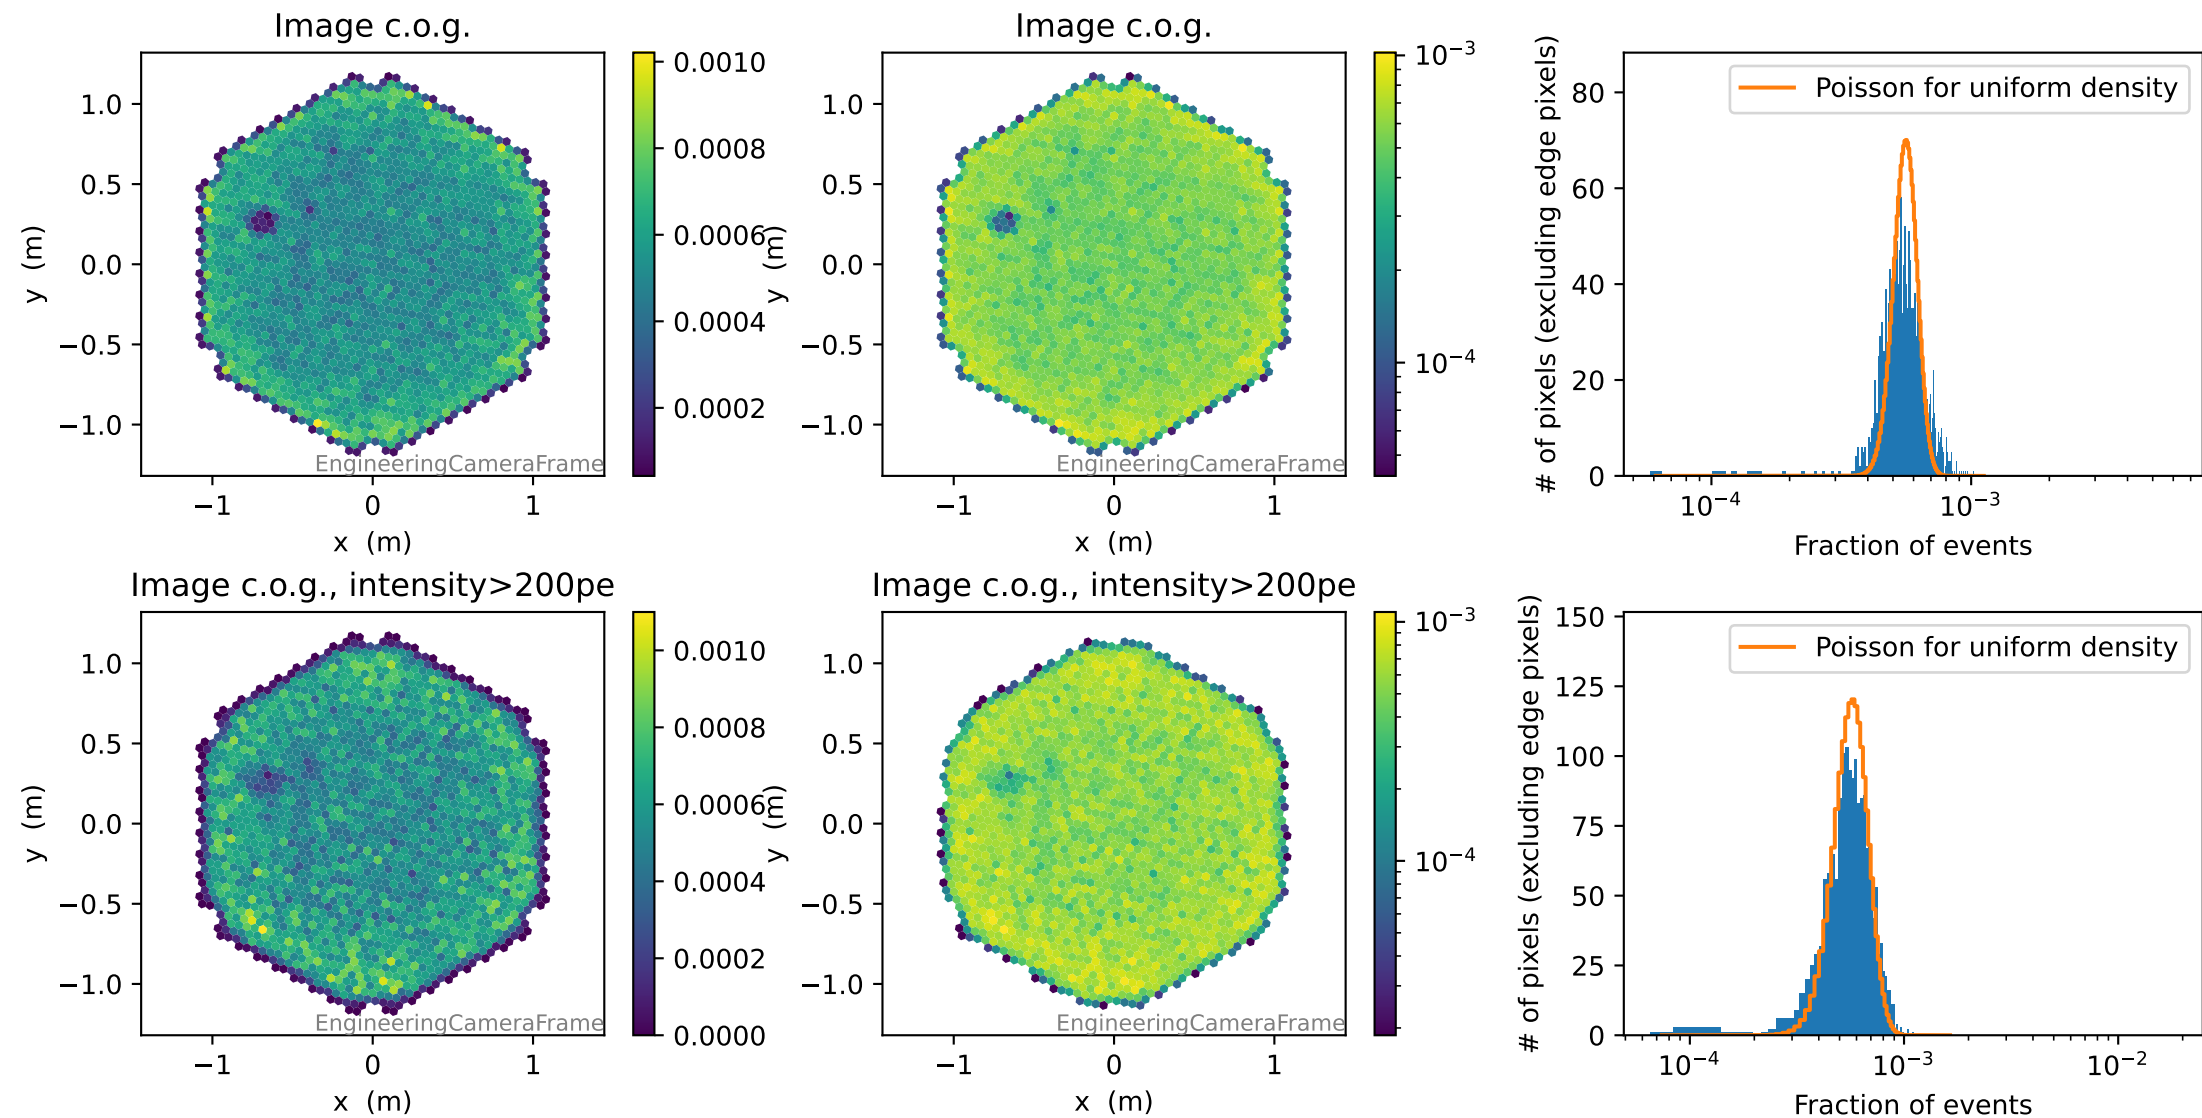 Image c.o.g.
1.0
0.5
0.0
−0.5
−1.0
y (m)
−1
0
1
x (m)
EngineeringCameraFrame
0.0010
0.0008
0.0006
0.0004
0.0002
Image c.o.g.
1.0
0.5
0.0
−0.5
−1.0
y (m)
−1
0
1
x (m)
EngineeringCameraFrame
10−3
10−4
# of pixels (excluding edge pixels)
80
60
40
20
0
Poisson for uniform density
10−4
10−3
Fraction of events
Image c.o.g., intensity>200pe
1.0
0.5
0.0
−0.5
−1.0
y (m)
−1
0
1
x (m)
EngineeringCameraFrame
0.0010
0.0008
0.0006
0.0004
0.0002
0.0000
Image c.o.g., intensity>200pe
1.0
0.5
0.0
−0.5
−1.0
y (m)
−1
0
1
x (m)
EngineeringCameraFrame
10−3
10−4
# of pixels (excluding edge pixels)
150
125
100
75
50
25
0
Poisson for uniform density
10−4
10−3
10−2
Fraction of events